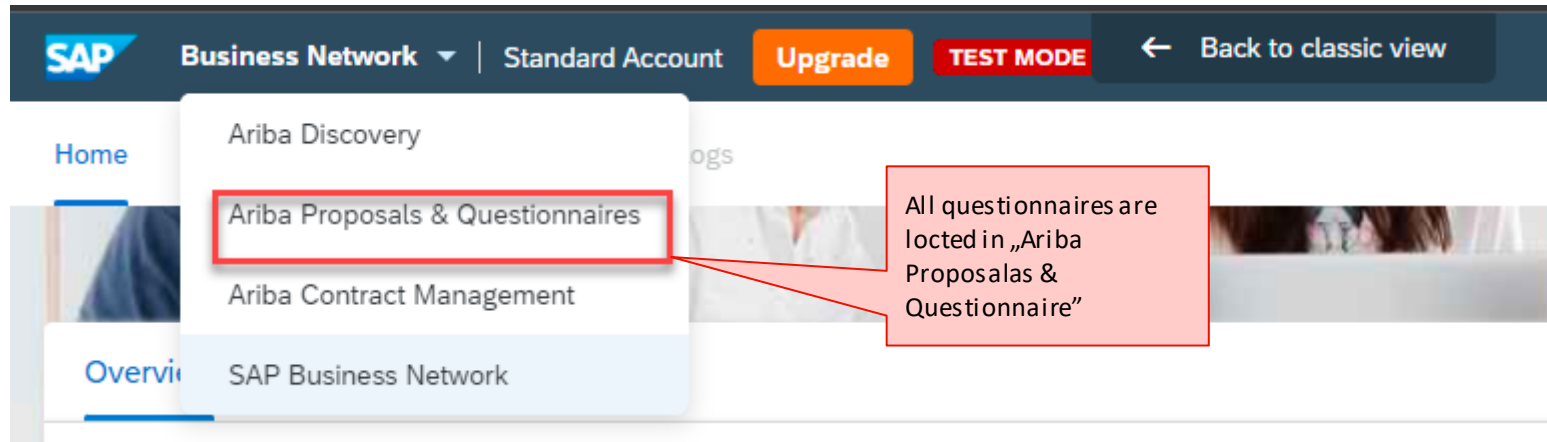 SAP Business Network Standard Account Upgrade TEST MODE ← Back to classic view
Ariba Discovery
Home
ogs
Ariba Proposals & Questionnaires
All questionnaires are
locted in „Ariba
Proposalas &
Questionnaire”
Ariba Contract Management
Overvie
SAP Business Network